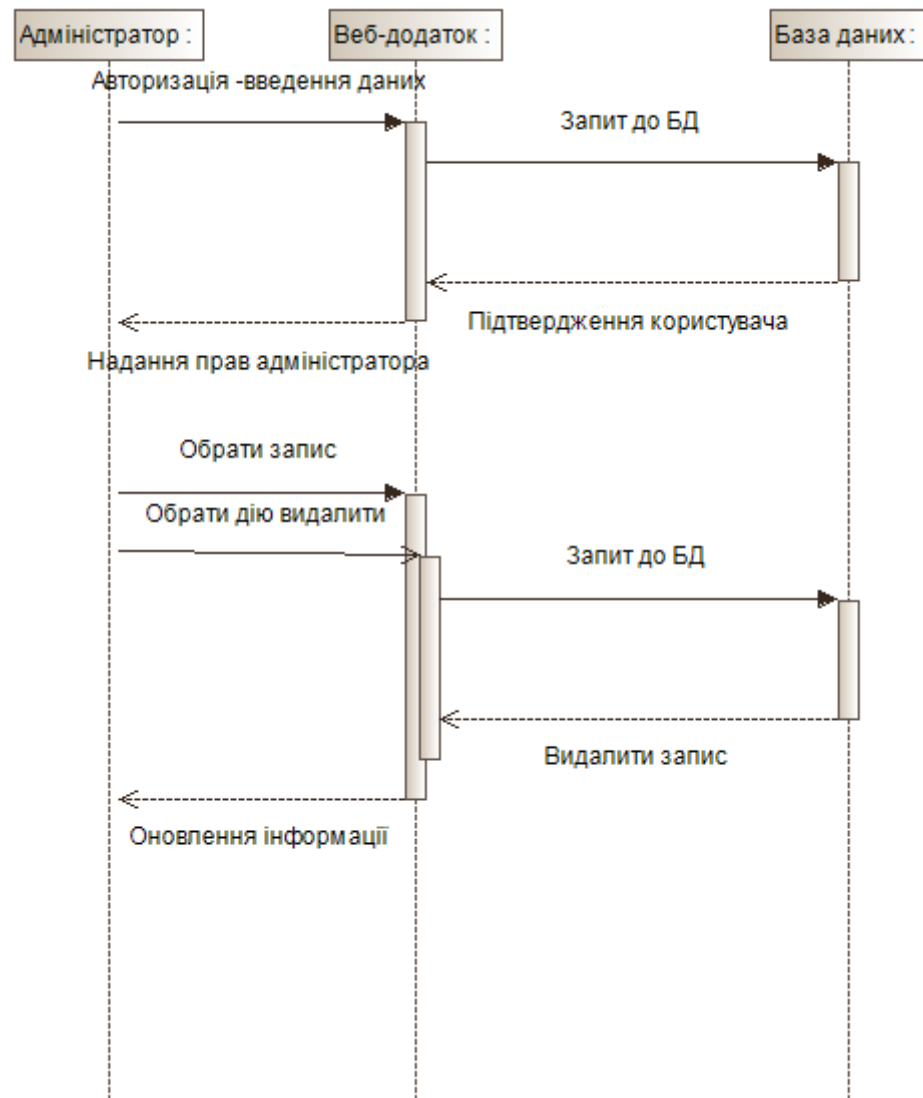 Адміністратор :
Веб-додаток :
База даних :
Авторизація -введення даних
Запит до БД
Підтвердження користувача
Надання прав адміністратора
Обрати запис
Обрати дію видалити
Запит до БД
Видалити запис
Оновлення інформації